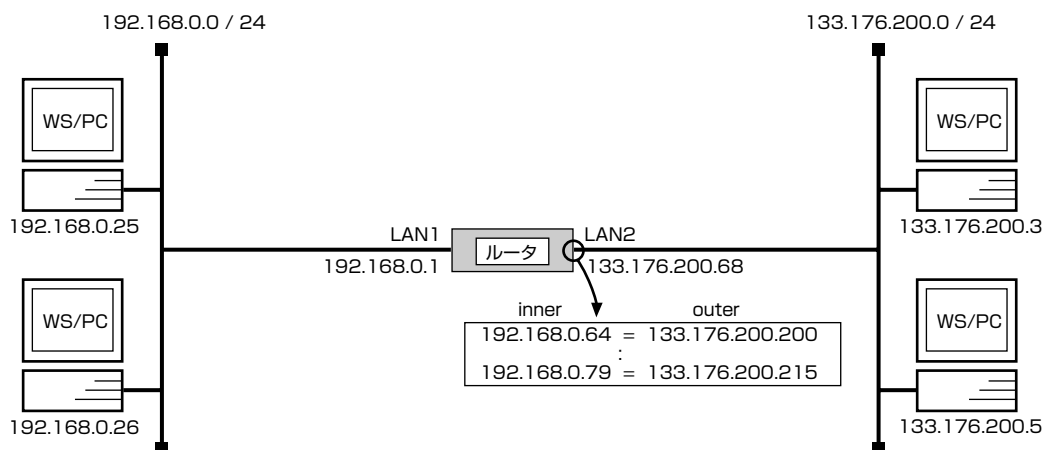 192.168.0.0 / 24
133.176.200.0 / 24
WS/PC
WS/PC
192.168.0.25
133.176.200.3
LAN1
ルータ
LAN2
192.168.0.1
133.176.200.68
inner
outer
192.168.0.64 = 133.176.200.200
:
192.168.0.79 = 133.176.200.215
WS/PC
WS/PC
192.168.0.26
133.176.200.5